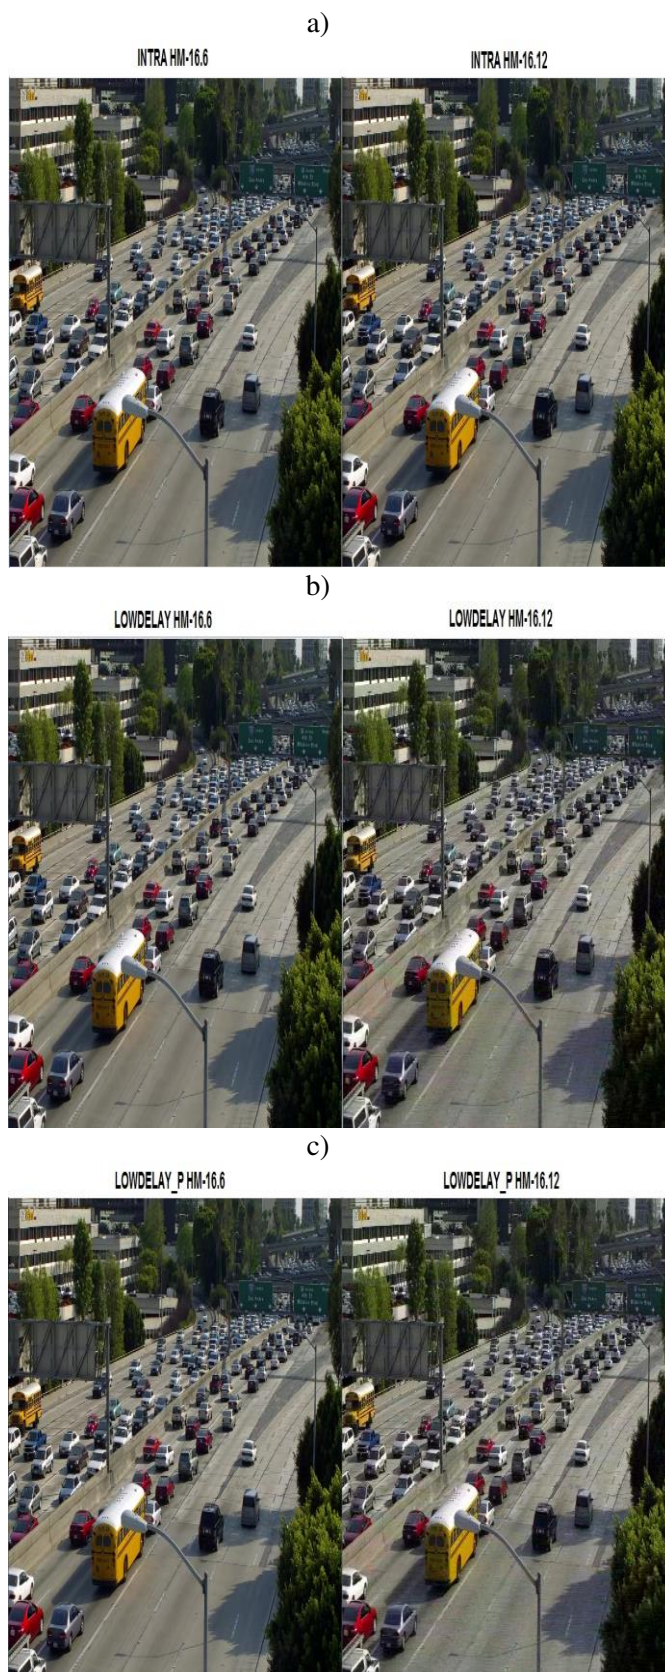 a)
INTRA HM-16.6 INTRA HM-16.12
b)
LOWDELAY HM-16.6 LOWDELAY HM-16.12
c)
LOWDELAY_P HM-16.6 LOWDELAY_P HM-16.12